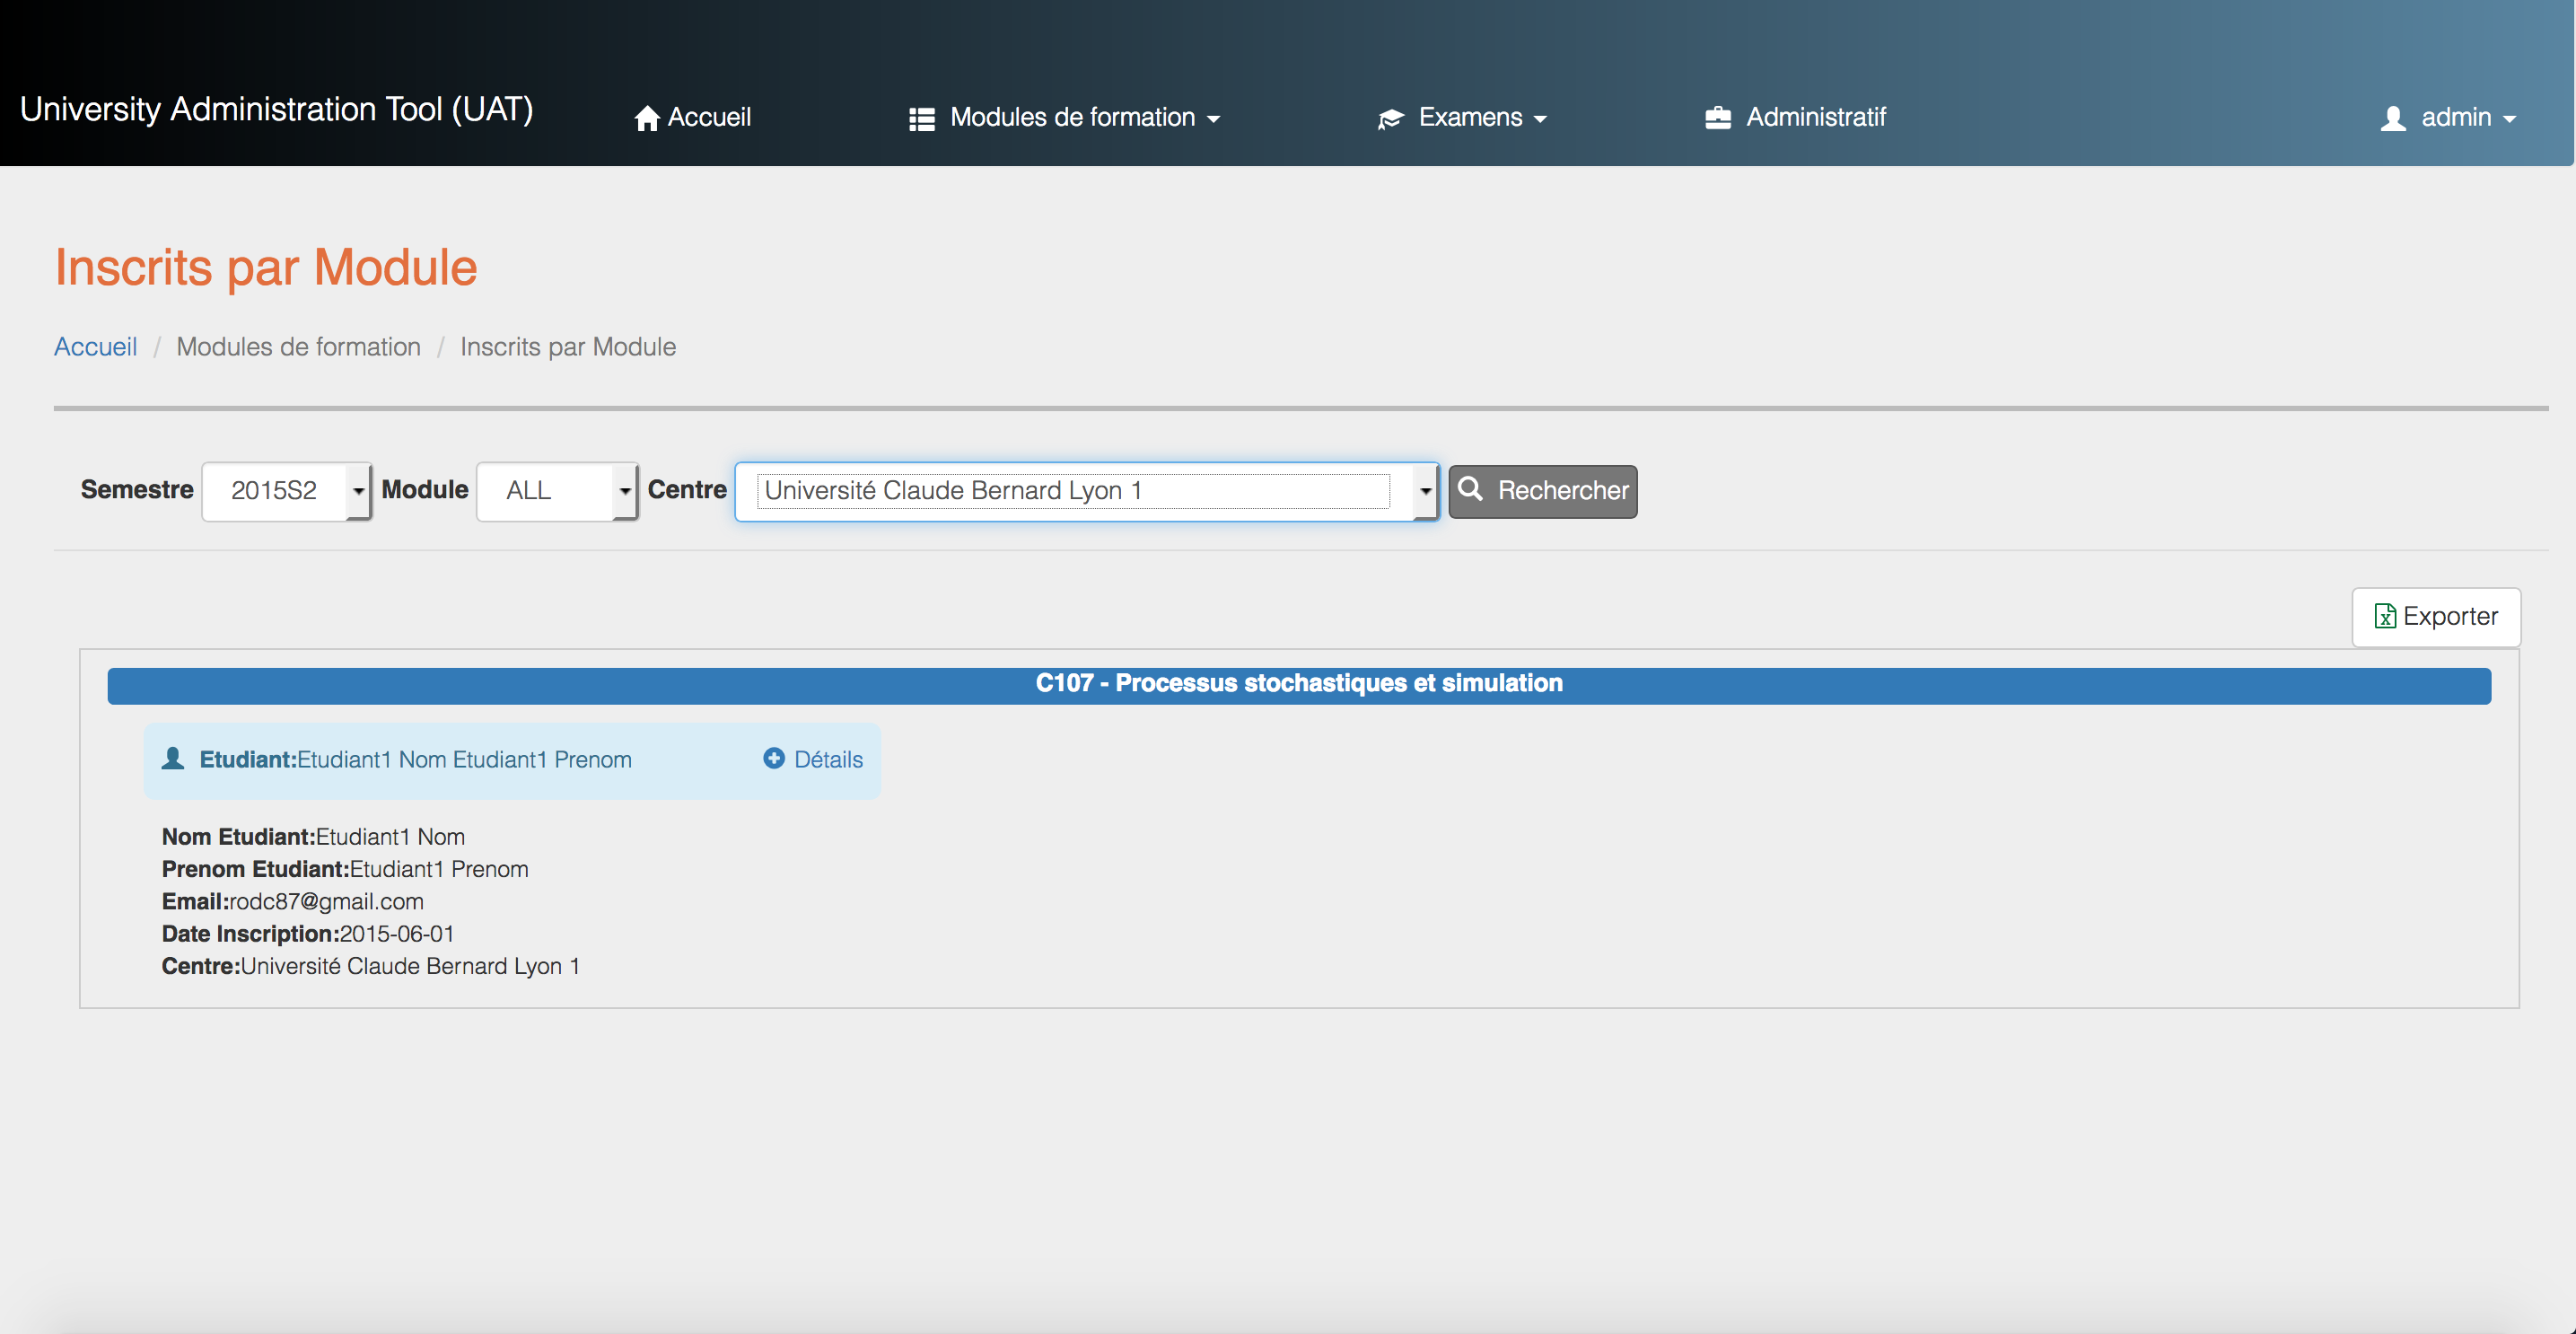 University Administration Tool (UAT) Accueil Modules de formation Examens Administratif admin
Inscrits par Module
Accueil / Modules de formation / Inscrits par Module
Semestre 2015S2 Module ALL Centre Université Claude Bernard Lyon 1 Rechercher
Exporter
C107 - Processus stochastiques et simulation
Etudiant:Etudiant1 Nom Etudiant1 Prenom Détails
Nom Etudiant:Etudiant1 Nom
Prenom Etudiant:Etudiant1 Prenom
Email:rodc87@gmail.com
Date Inscription:2015-06-01
Centre:Université Claude Bernard Lyon 1